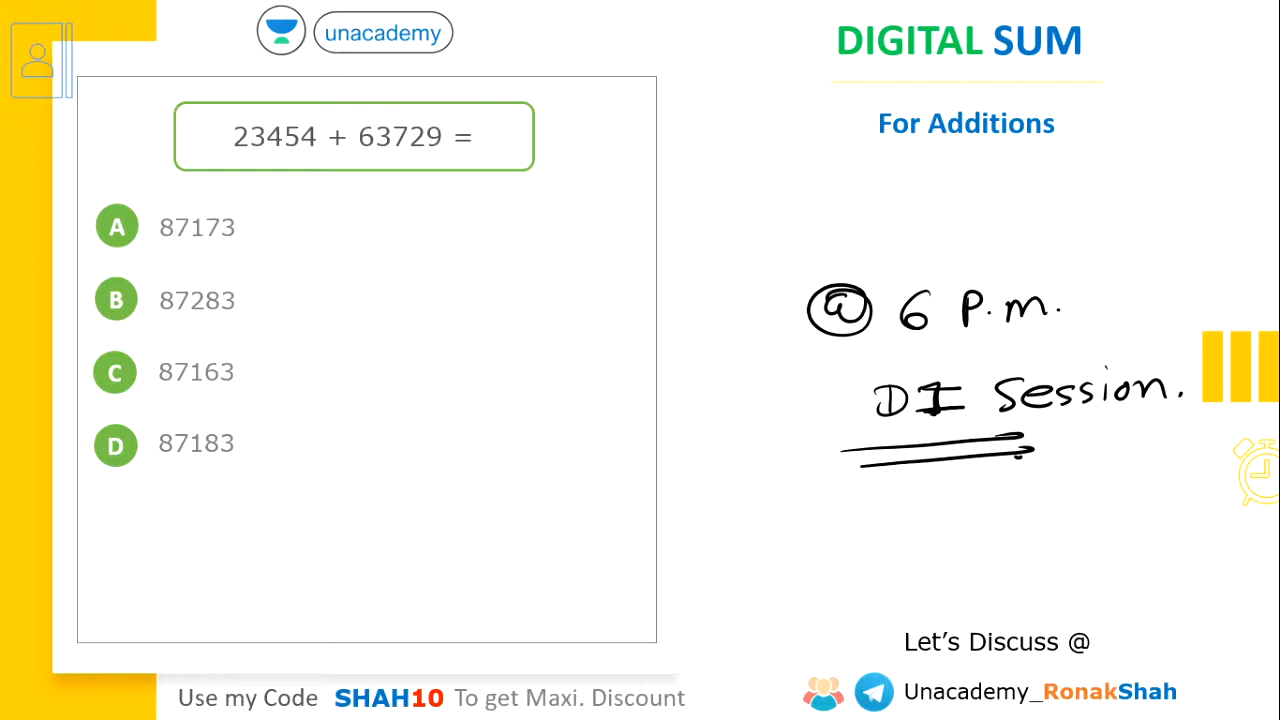 unacademy
23454 + 63729 =
A 87173
B 87283
C 87163
D 87183
DIGITAL SUM
For Additions
@ 6 P.m.
DI Session.
Let's Discuss @
Unacademy_RonakShah
Use my Code SHAH10 To get Maxi. Discount